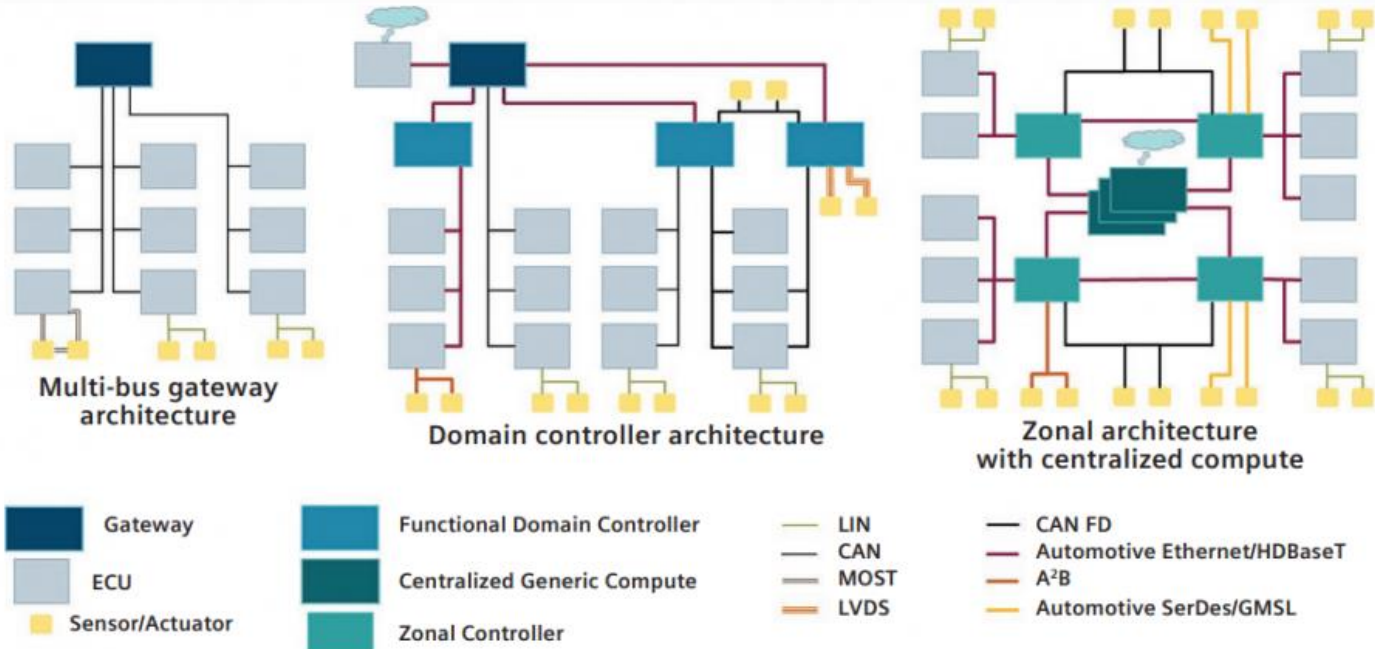 Multi-bus gateway
architecture
Domain controller architecture
Zonal architecture
with centralized compute
Gateway
ECU
Sensor/Actuator
Functional Domain Controller
Centralized Generic Compute
Zonal Controller
LIN
CAN
MOST
LVDS
CAN FD
Automotive Ethernet/HDBaseT
A²B
Automotive SerDes/GMSL